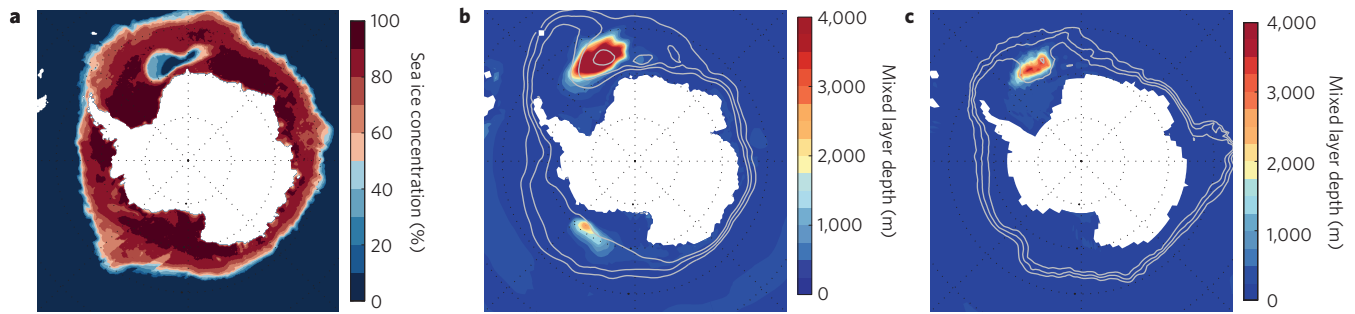 a
100
80
60
40
20
0
Sea ice concentration (%)
b
4,000
3,000
2,000
1,000
0
Mixed layer depth (m)
c
4,000
3,000
2,000
1,000
0
Mixed layer depth (m)